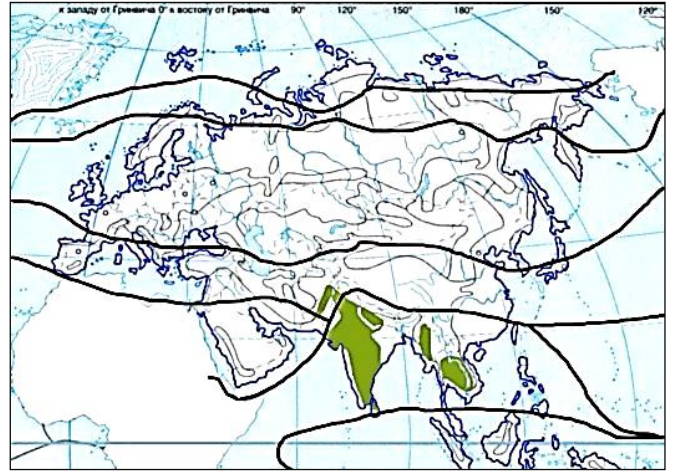 к западу от Гринвича 0° к востоку от Гринвича 90° 120° 150° 180° 150° 120°